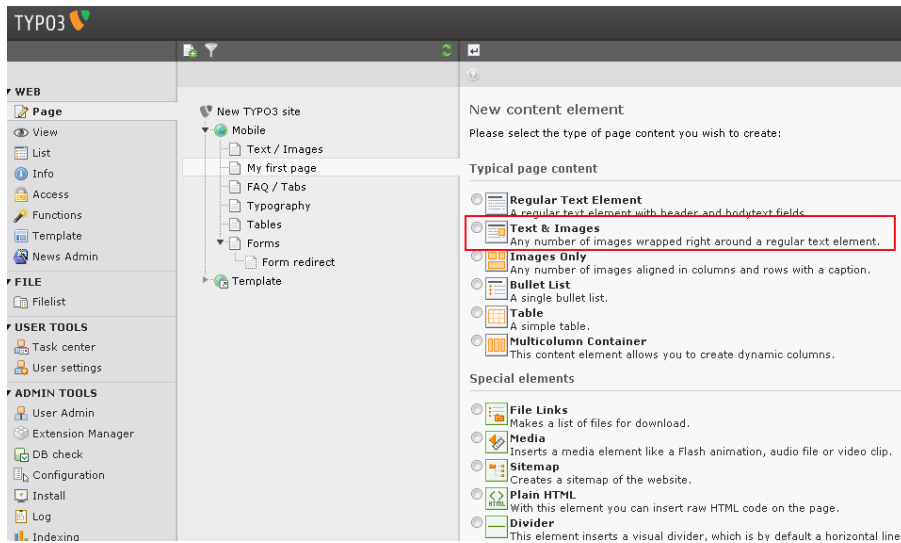 TYPO3
WEB
Page
View
List
Info
Access
Functions
Template
News Admin
FILE
Filelist
USER TOOLS
Task center
User settings
ADMIN TOOLS
User Admin
Extension Manager
DB check
Configuration
Install
Log
Indexing
New TYPO3 site
Mobile
Text / Images
My first page
FAQ / Tabs
Typography
Tables
Forms
Form redirect
Template
New content element
Please select the type of page content you wish to create:
Typical page content
Regular Text Element
A regular text element with header and bodytext fields
Text & Images
Any number of images wrapped right around a regular text element.
Images Only
Any number of images aligned in columns and rows with a caption.
Bullet List
A single bullet list.
Table
A simple table.
Multicolumn Container
This content element allows you to create dynamic columns.
Special elements
File Links
Makes a list of files for download.
Media
Inserts a media element like a Flash animation, audio file or video clip.
Sitemap
Creates a sitemap of the website.
HTML
Plain HTML
With this element you can insert raw HTML code on the page.
Divider
This element inserts a visual divider, which is by default a horizontal line